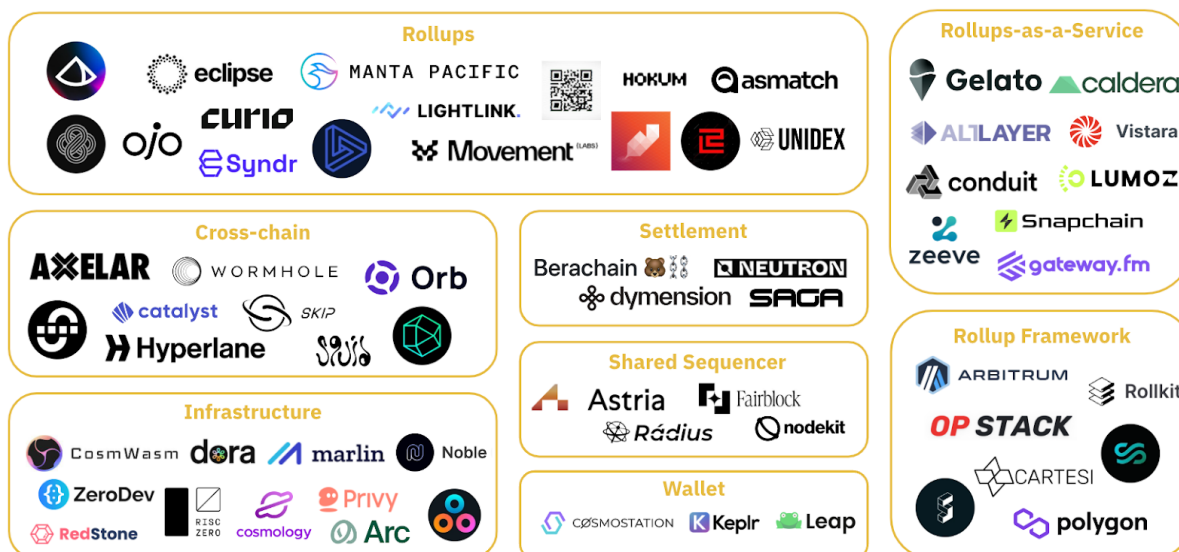 Rollups
eclipse
MANTA PACIFIC
HOKUM
asmatch
ojo
curio
Syndr
LIGHTLINK.
Movement (LABS)
UNIDEX
Rollups-as-a-Service
Gelato
caldera
ALTLAYER
Vistara
conduit
LUMOZ
zeeve
Snapchain
gateway.fm
Cross-chain
AXELAR
WORMHOLE
Orb
catalyst
SKIP
Hyperlane
Squid
Settlement
Berachain
NEUTRON
dymension
SAGA
Shared Sequencer
Astria
Fairblock
Rádius
nodekit
Rollup Framework
ARBITRUM
Rollkit
OP STACK
CARTESI
polygon
Infrastructure
COSMWASM
dora
marlin
Noble
ZeroDev
RISC
ZERO
cosmology
Privy
RedStone
Arc
Wallet
CØSMOSTATION
Keplr
Leap